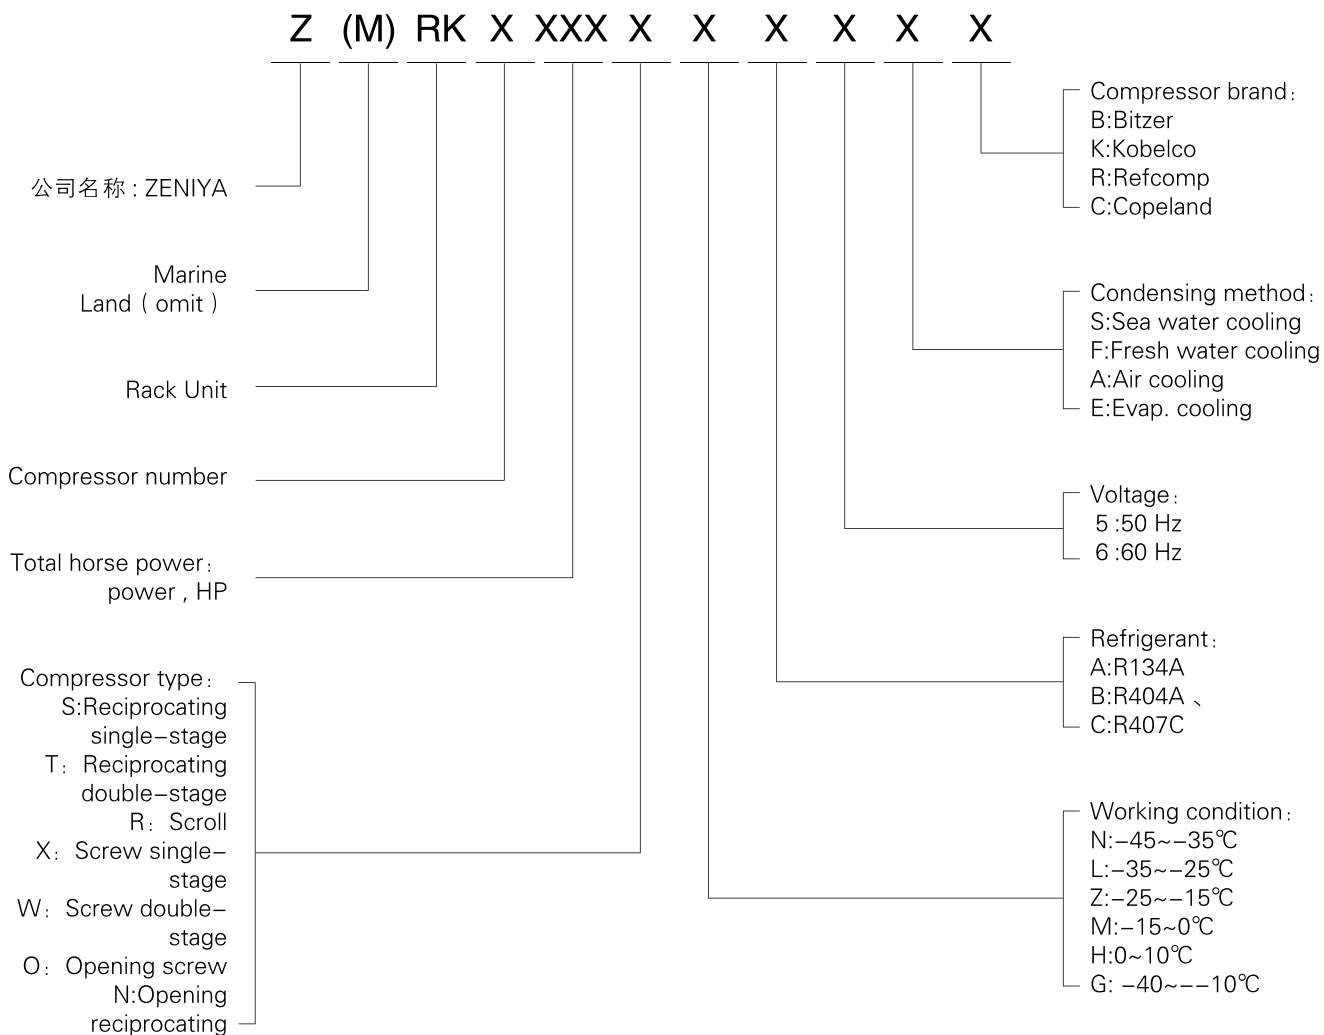 Z (M) RK X XXX X X X X X X
公司名称 : ZENIYA
Marine
Land ( omit )
Rack Unit
Compressor number
Total horse power:
power , HP
Compressor type:
S:Reciprocating
single–stage
T: Reciprocating
double–stage
R: Scroll
X: Screw single–
stage
W: Screw double–
stage
O: Opening screw
N:Opening
reciprocating
Compressor brand:
B:Bitzer
K:Kobelco
R:Refcomp
C:Copeland
Condensing method:
S:Sea water cooling
F:Fresh water cooling
A:Air cooling
E:Evap. cooling
Voltage:
5 :50 Hz
6 :60 Hz
Refrigerant:
A:R134A
B:R404A 、
C:R407C
Working condition:
N:–45~–35℃
L:–35~–25℃
Z:–25~–15℃
M:–15~0℃
H:0~10℃
G: –40~––10℃